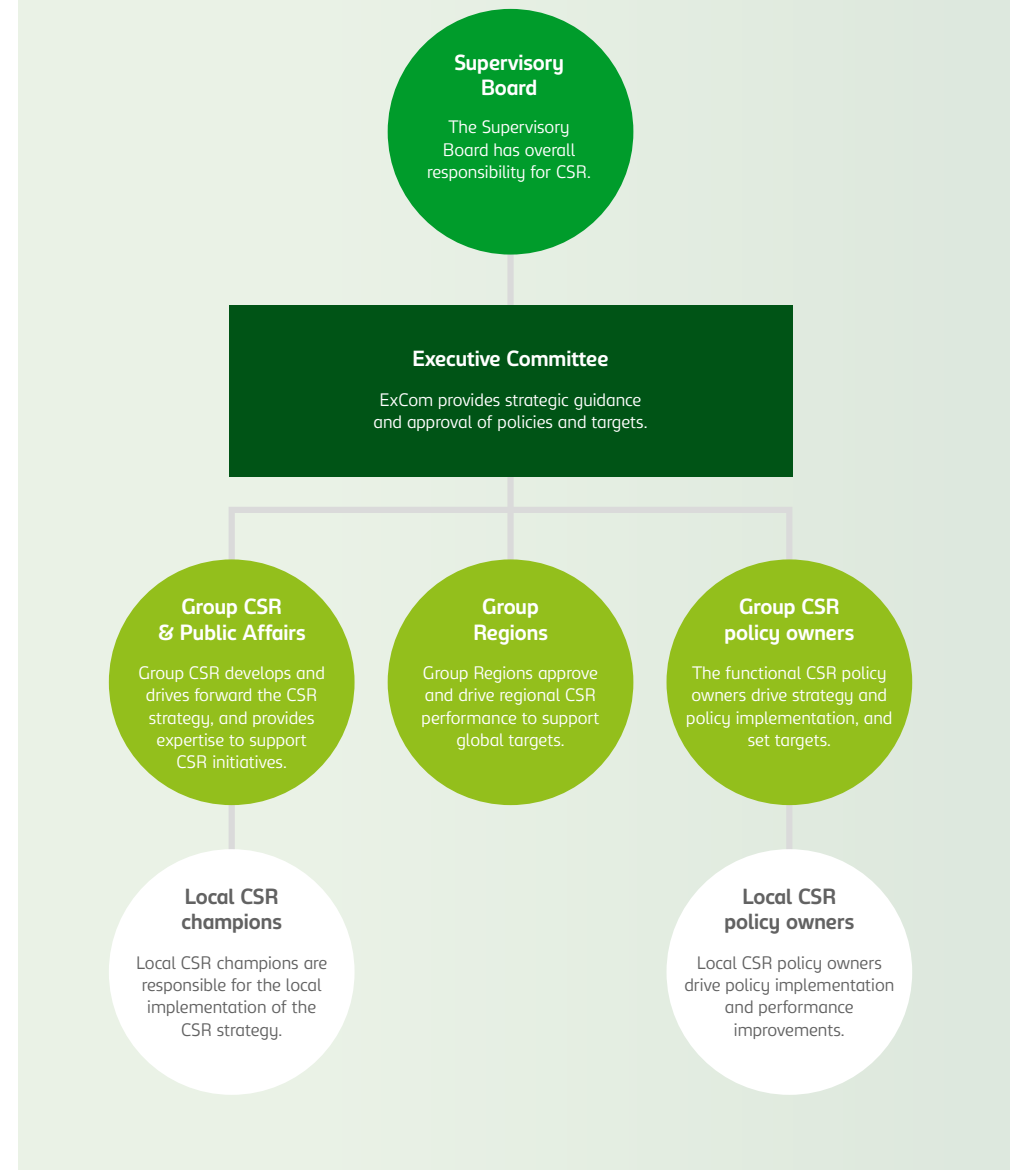 Supervisory
Board
The Supervisory
Board has overall
responsibility for CSR.
Executive Committee
ExCom provides strategic guidance
and approval of policies and targets.
Group CSR
& Public Affairs
Group CSR develops and
drives forward the CSR
strategy, and provides
expertise to support
CSR initiatives.
Group
Regions
Group Regions approve
and drive regional CSR
performance to support
global targets.
Group CSR
policy owners
The functional CSR policy
owners drive strategy and
policy implementation, and
set targets.
Local CSR
champions
Local CSR champions are
responsible for the local
implementation of the
CSR strategy.
Local CSR
policy owners
Local CSR policy owners
drive policy implementation
and performance
improvements.